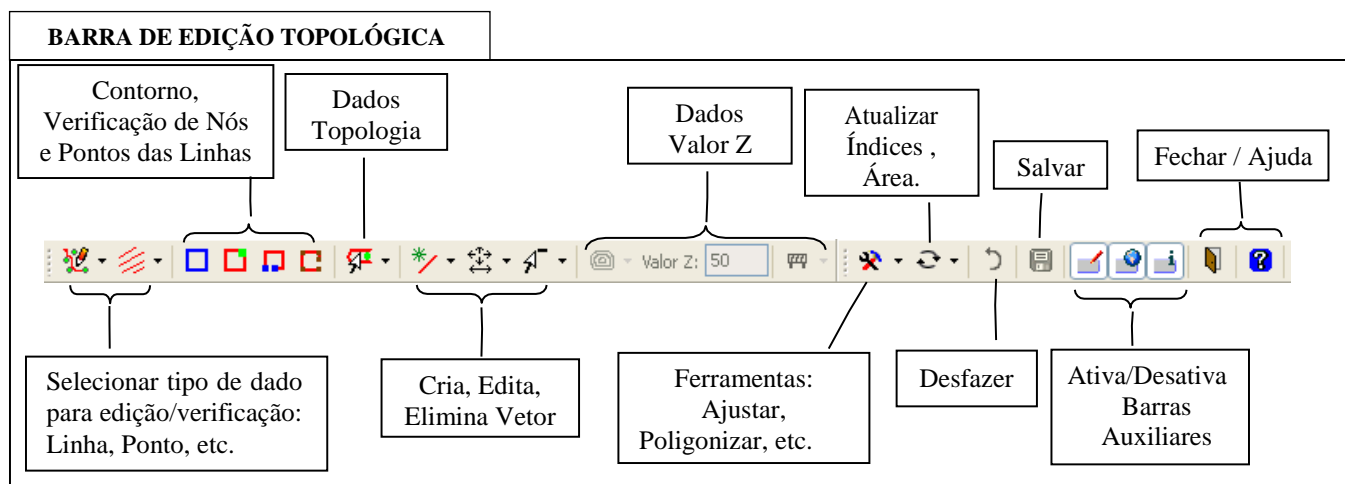 BARRA DE EDIÇÃO TOPOLÓGICA
Contorno,
Verificação de Nós
e Pontos das Linhas
Dados
Topologia
Dados
Valor Z
Atualizar
Índices ,
Área.
Salvar
Fechar / Ajuda
Valor Z: 50
Selecionar tipo de dado
para edição/verificação:
Linha, Ponto, etc.
Cria, Edita,
Elimina Vetor
Ferramentas:
Ajustar,
Poligonizar, etc.
Desfazer
Ativa/Desativa
Barras
Auxiliares